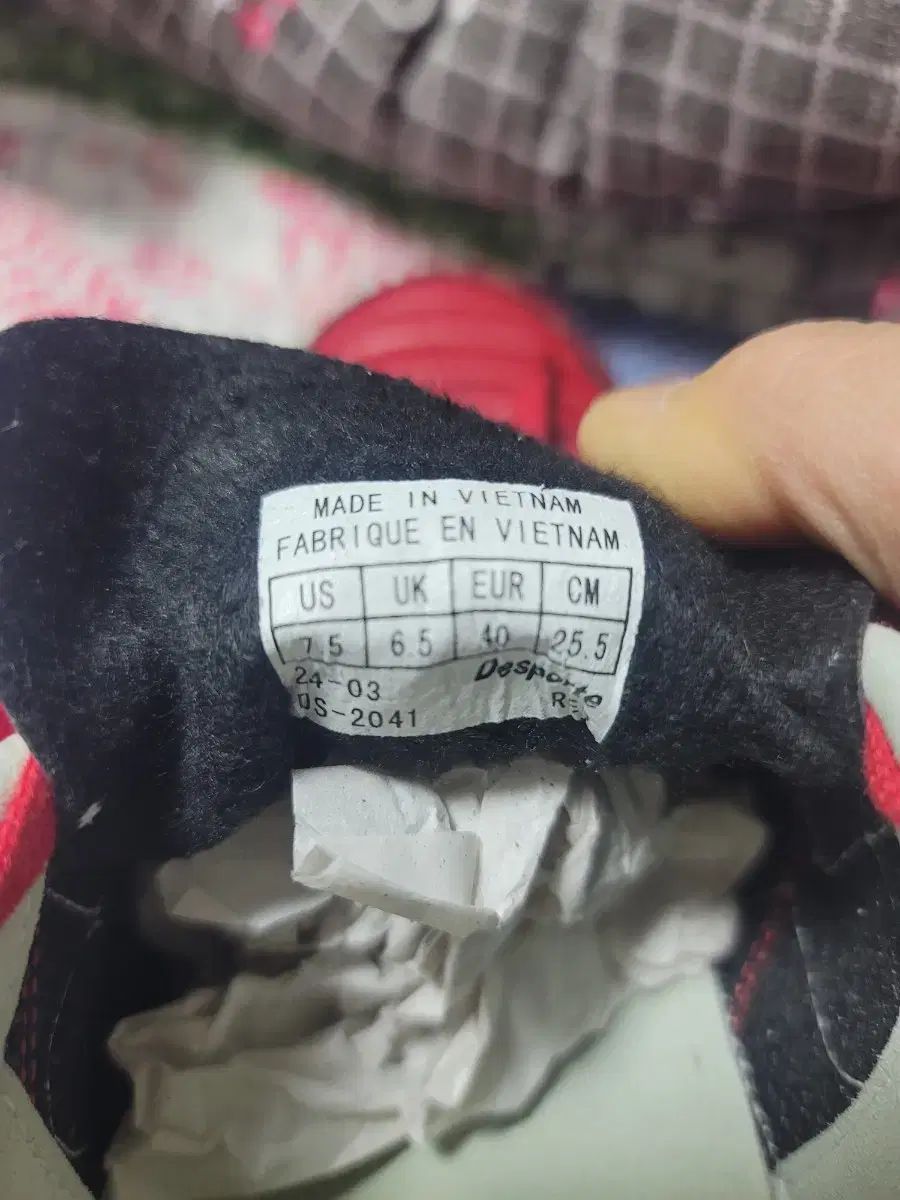 MADE IN VIETNAM
FABRIQUE EN VIETNAM
US UK EUR CM
7.5 6.5 40 25.5
24-03 Desporte
DS-2041